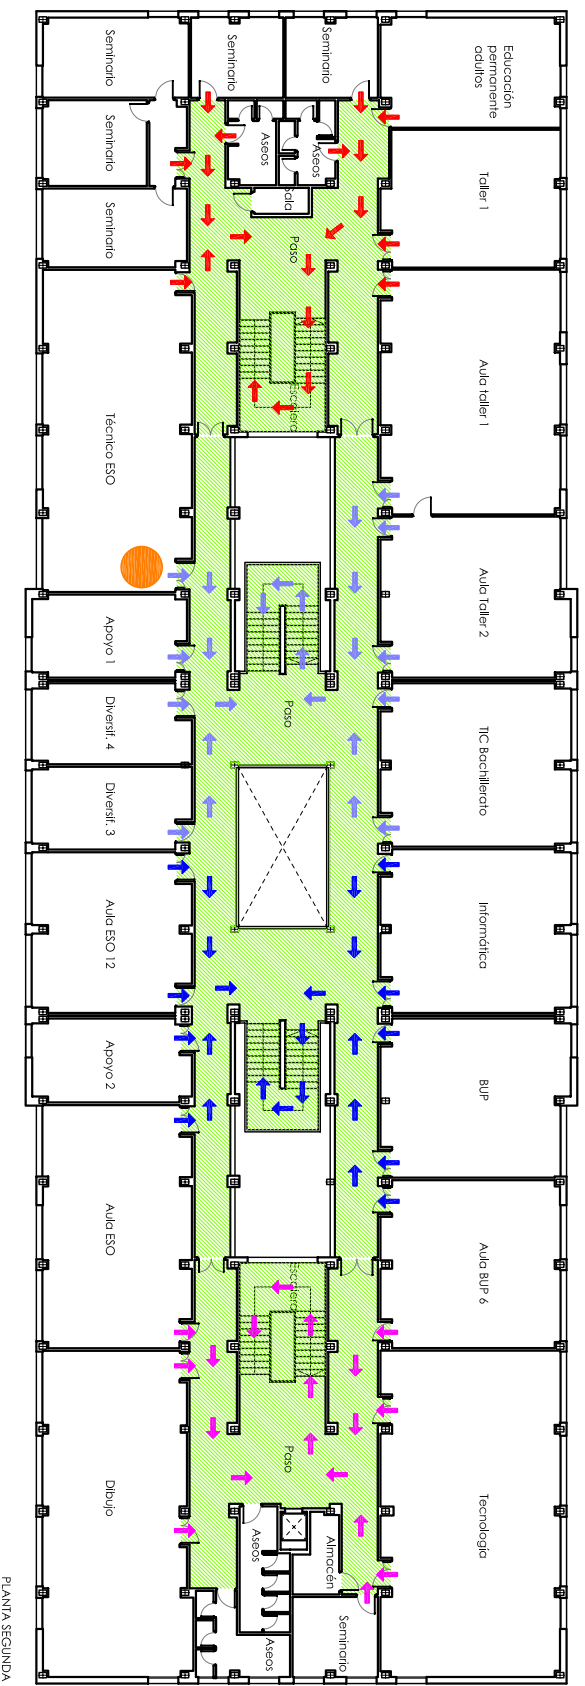 Seminario
Seminario
Seminario
Educación
permanente
adultos
Seminario
Aseos
Aseos
Taller 1
Seminario
Sala
Paso
Técnico ESO
Escalera
Aula taller 1
Apoyo 1
Aula Taller 2
Diversif. 4
Paso
TIC Bachillerato
Diversif. 3
Aula ESO 12
Informática
Apoyo 2
BUP
Aula ESO
Escalera
Aula BUP 6
Dibujo
Paso
Tecnología
Aseos
Almacén
Aseos
Seminario
PLANTA SEGUNDA